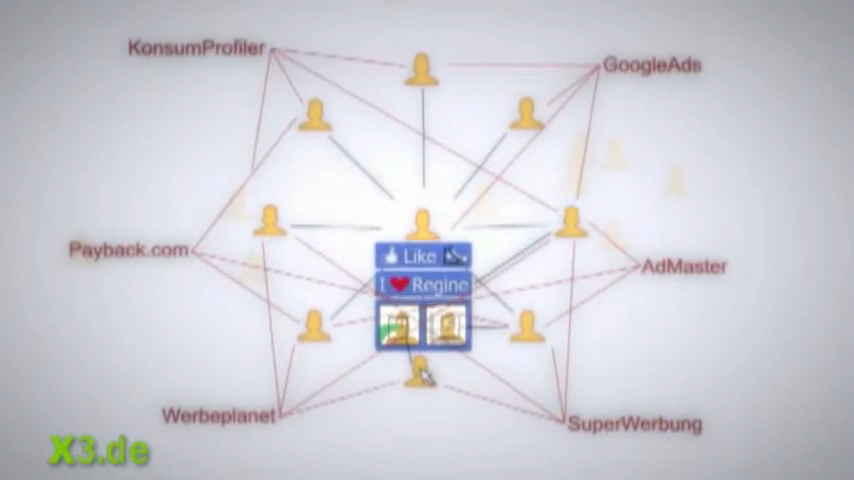 KonsumProfiler
GoogleAds
Payback.com
Like
I ❤ Regine
AdMaster
Werbeplanet
SuperWerbung
X3.de